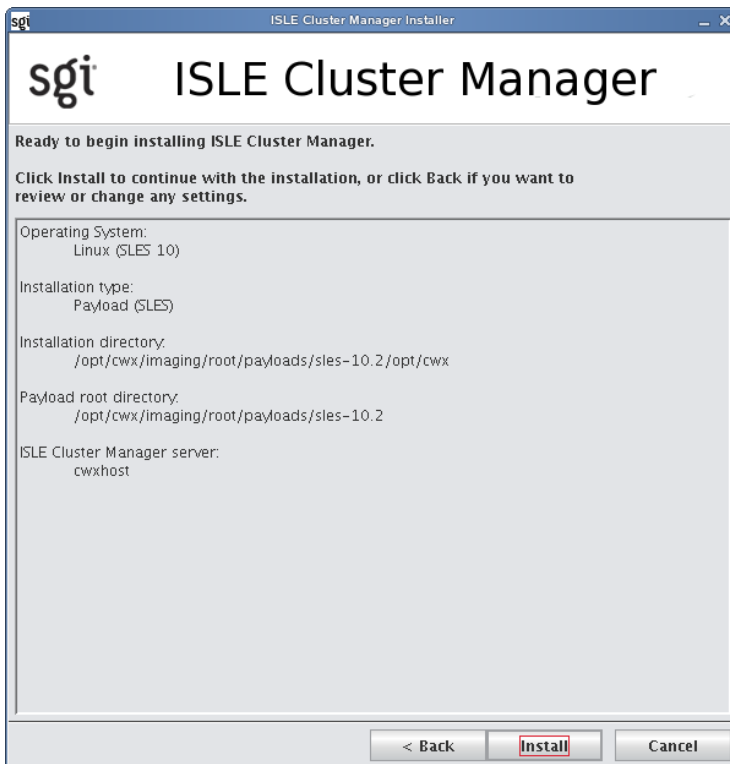 sgi ISLE Cluster Manager Installer
sgi ISLE Cluster Manager
Ready to begin installing ISLE Cluster Manager.
Click Install to continue with the installation, or click Back if you want to
review or change any settings.
Operating System:
Linux (SLES 10)
Installation type:
Payload (SLES)
Installation directory:
/opt/cwx/imaging/root/payloads/sles-10.2/opt/cwx
Payload root directory:
/opt/cwx/imaging/root/payloads/sles-10.2
ISLE Cluster Manager server:
cwxhost
< Back Install Cancel